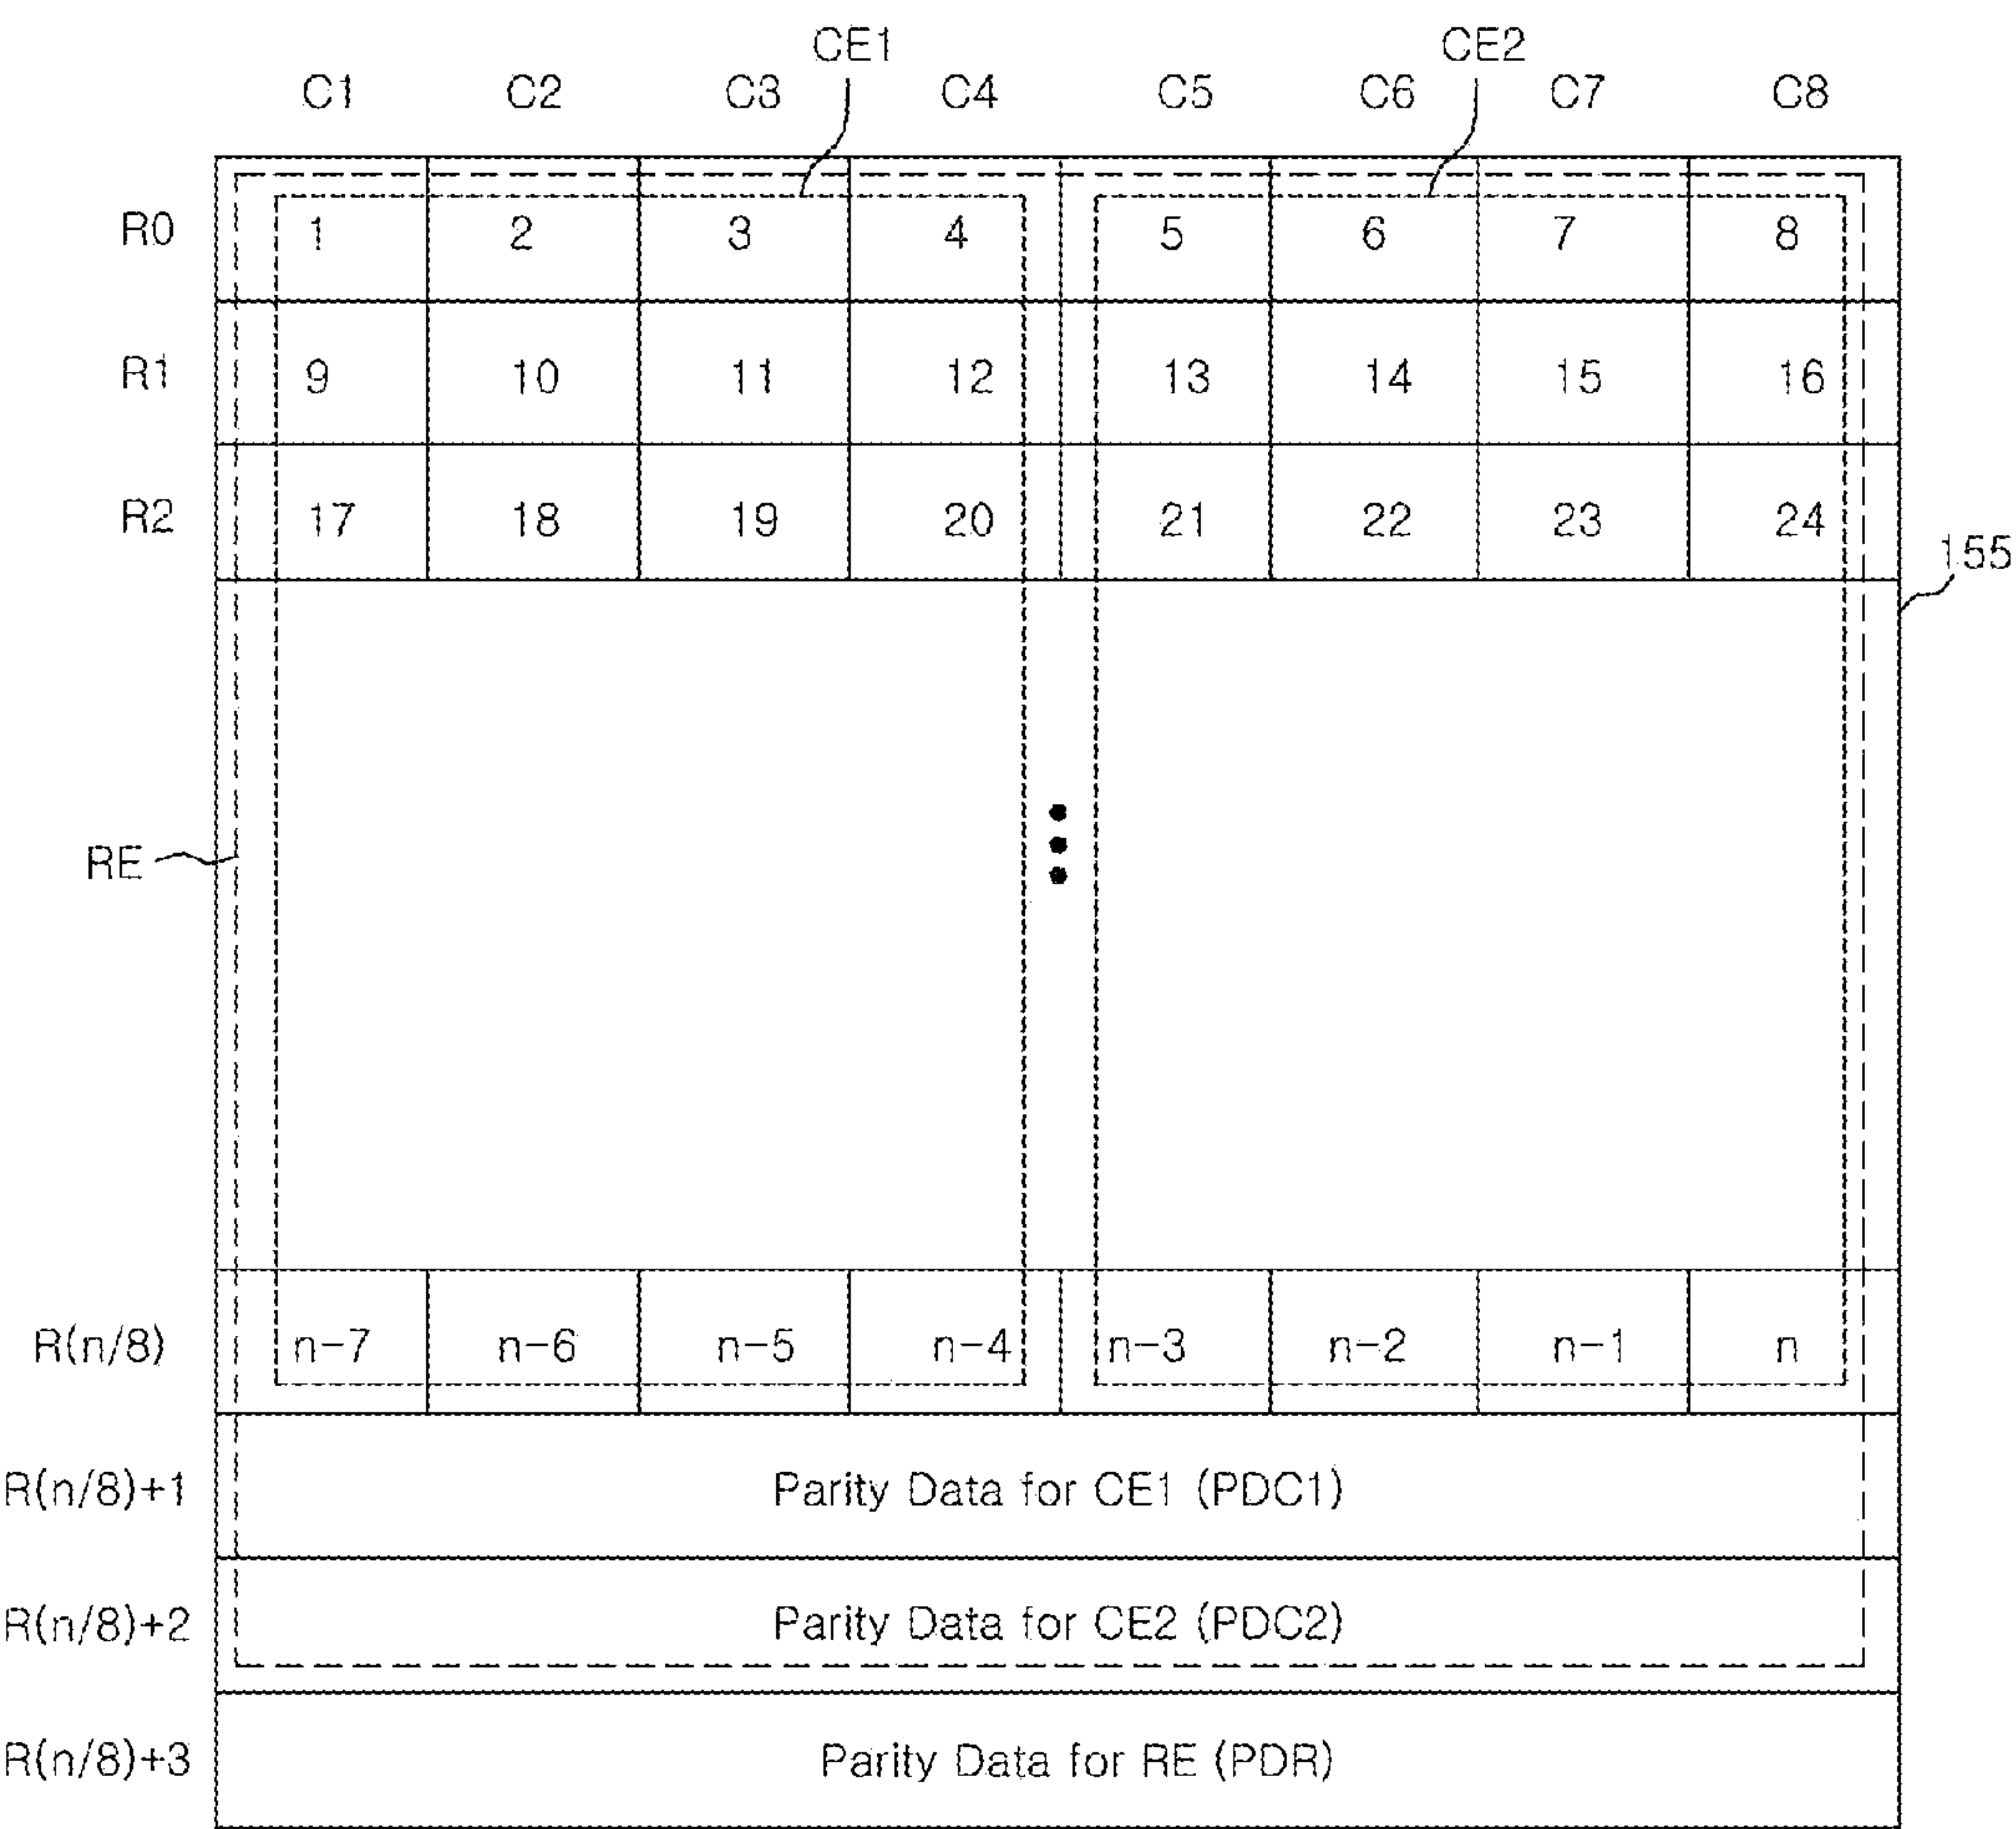 CE1 CE2
C1 C2 C3 C4 C5 C6 C7 C8
R0 1 2 3 4 5 6 7 8
R1 9 10 11 12 13 14 15 16
R2 17 18 19 20 21 22 23 24
155
RE
R(n/8) n-7 n-6 n-5 n-4 n-3 n-2 n-1 n
R(n/8)+1 Parity Data for CE1 (PDC1)
R(n/8)+2 Parity Data for CE2 (PDC2)
R(n/8)+3 Parity Data for RE (PDR)